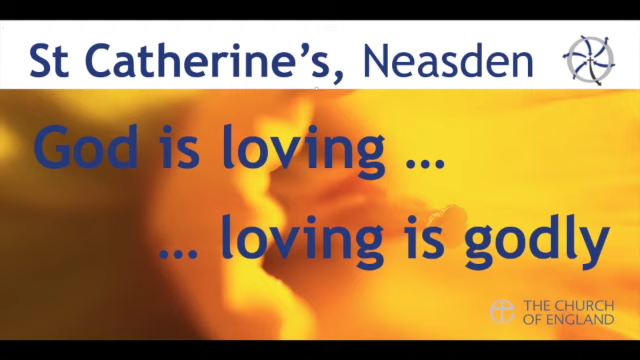 St Catherine's, Neasden
God is loving ...
... loving is godly
THE CHURCH
OF ENGLAND